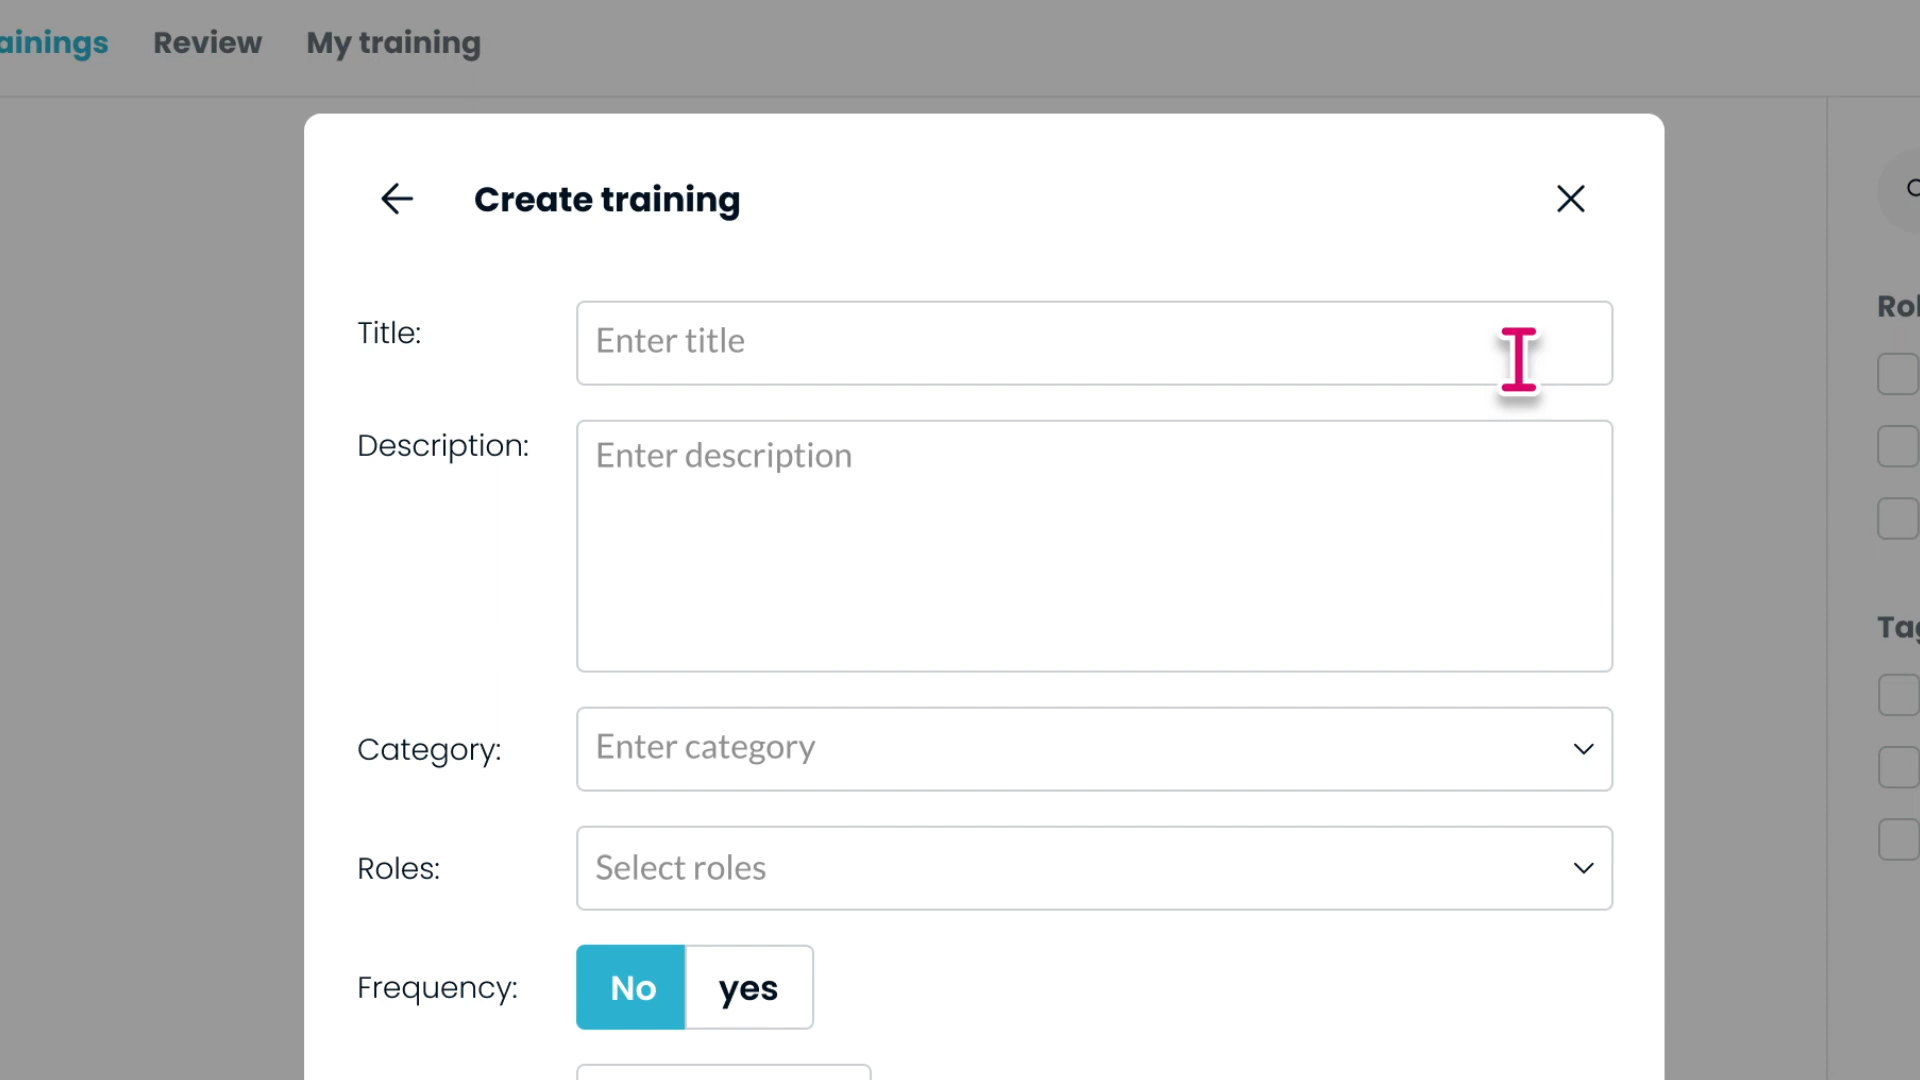 ainings Review My training
Create training
Title: Enter title
Description: Enter description
Category: Enter category
Roles: Select roles
Frequency: No yes
Rol
Tag